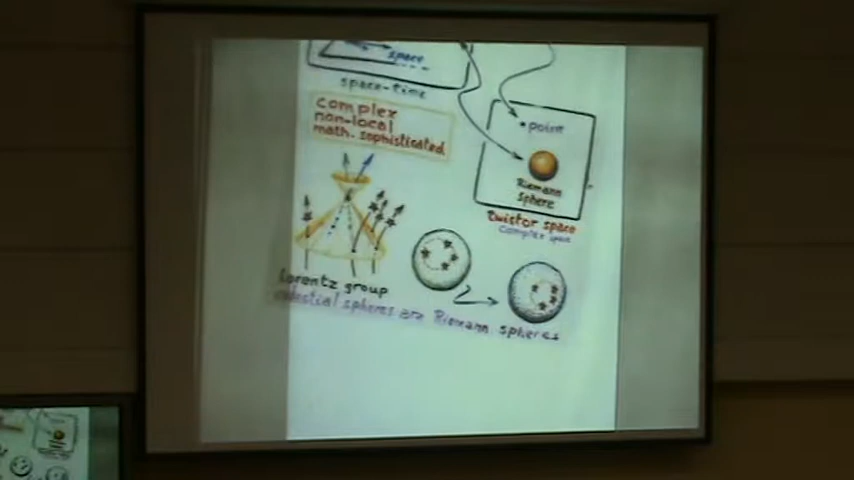 space
space-time
complex
non-local
math. sophisticated
point
Riemann
sphere
twistor space
complex space
Lorentz group
celestial spheres are Riemann spheres